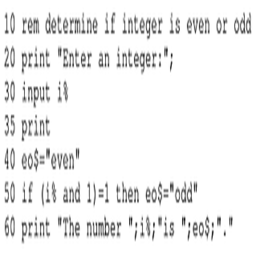 10 rem determine if integer is even or odd
20 print "Enter an integer:";
30 input i%
35 print
40 eo$="even"
50 if (i% and 1)=1 then eo$="odd"
60 print "The number ";i%;"is ";eo$;"."